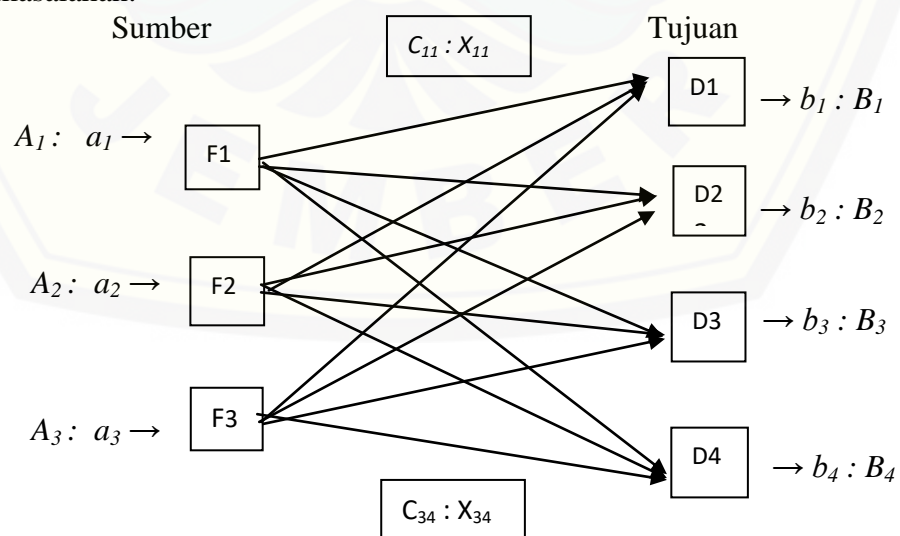 Sumber Tujuan
C₁₁ : X₁₁
D1 → b₁ : B₁
A₁ : a₁ → F1
D2 → b₂ : B₂
A₂ : a₂ → F2
D3 → b₃ : B₃
A₃ : a₃ → F3
D4 → b₄ : B₄
C₃₄ : X₃₄
JEMBER